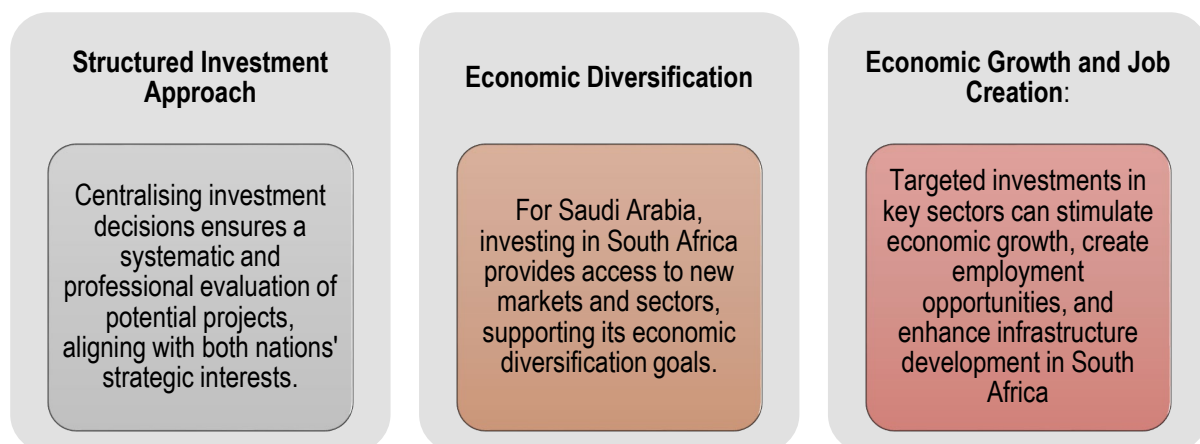 Structured Investment
Approach
Centralising investment
decisions ensures a
systematic and
professional evaluation of
potential projects,
aligning with both nations'
strategic interests.
Economic Diversification
For Saudi Arabia,
investing in South Africa
provides access to new
markets and sectors,
supporting its economic
diversification goals.
Economic Growth and Job
Creation:
Targeted investments in
key sectors can stimulate
economic growth, create
employment
opportunities, and
enhance infrastructure
development in South
Africa